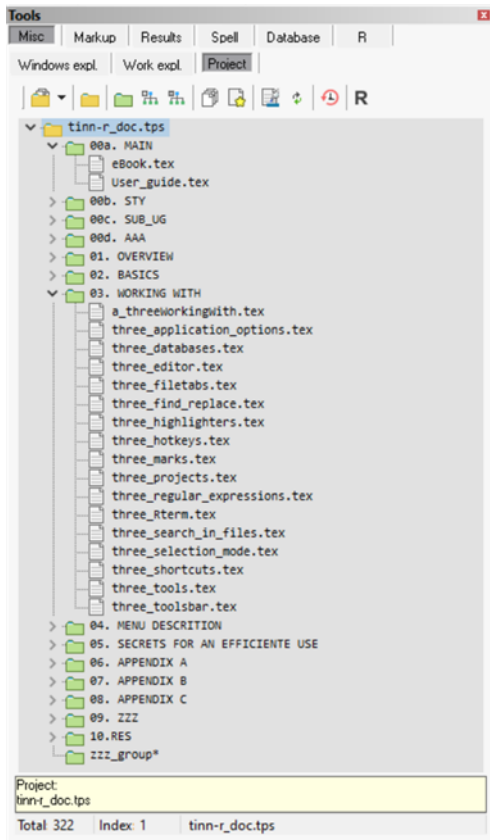 Tools
Misc Markup Results Spell Database R
Windows expl. Work expl. Project
R
tinn-r_doc.tps
00a. MAIN
eBook.tex
User_guide.tex
00b. STY
00c. SUB_UG
00d. AAA
01. OVERVIEW
02. BASICS
03. WORKING WITH
a_threeWorkingWith.tex
three_application_options.tex
three_databases.tex
three_editor.tex
three_filetabs.tex
three_find_replace.tex
three_highlighters.tex
three_hotkeys.tex
three_marks.tex
three_projects.tex
three_regular_expressions.tex
three_Rterm.tex
three_search_in_files.tex
three_selection_mode.tex
three_shortcuts.tex
three_tools.tex
three_toolsbar.tex
04. MENU DESCRITION
05. SECRETS FOR AN EFFICIENTE USE
06. APPENDIX A
07. APPENDIX B
08. APPENDIX C
09. ZZZ
10.RES
zzz_group*
Project:
tinn-r_doc.tps
Total: 322 Index: 1 tinn-r_doc.tps